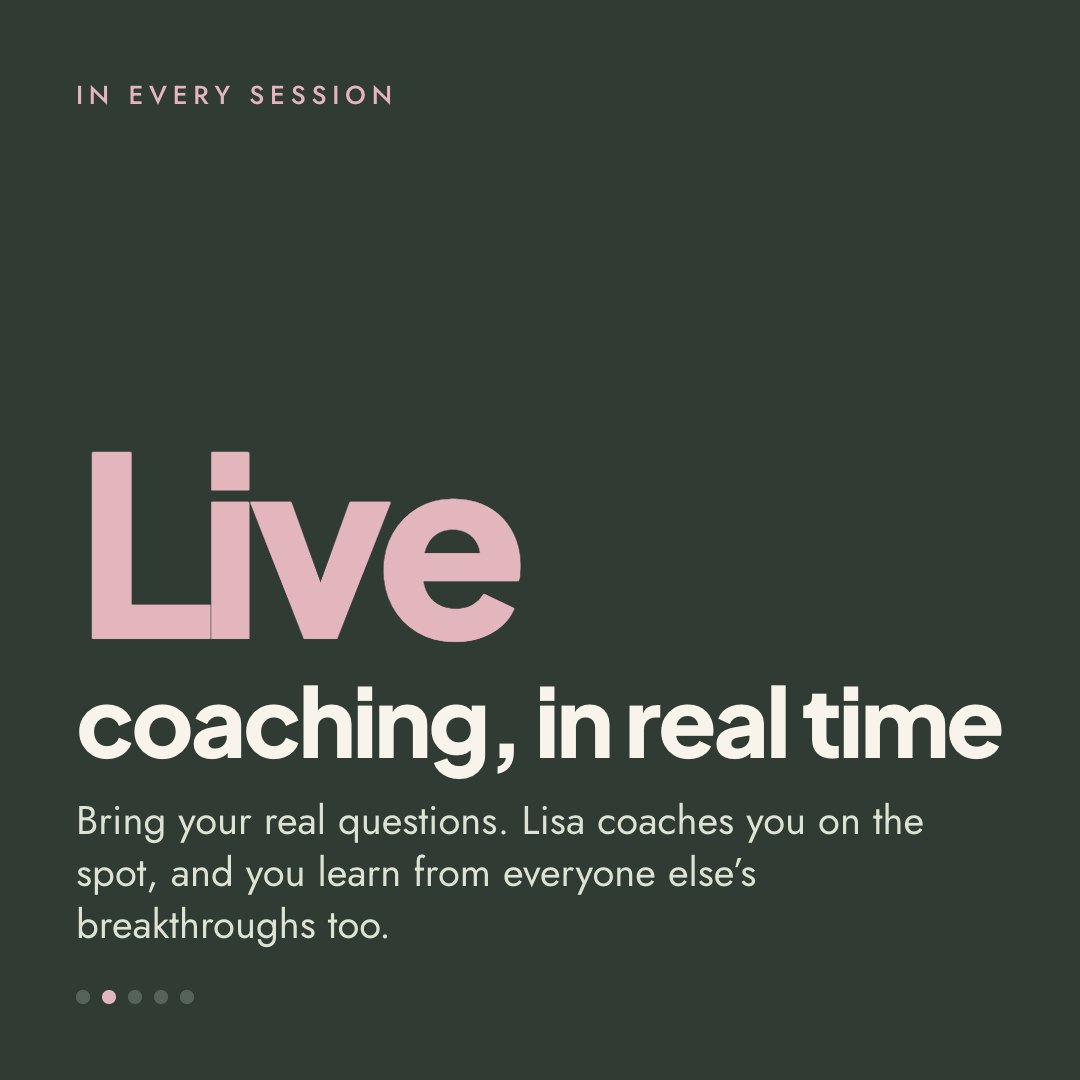 IN EVERY SESSION
Live
coaching, in real time
Bring your real questions. Lisa coaches you on the
spot, and you learn from everyone else’s
breakthroughs too.